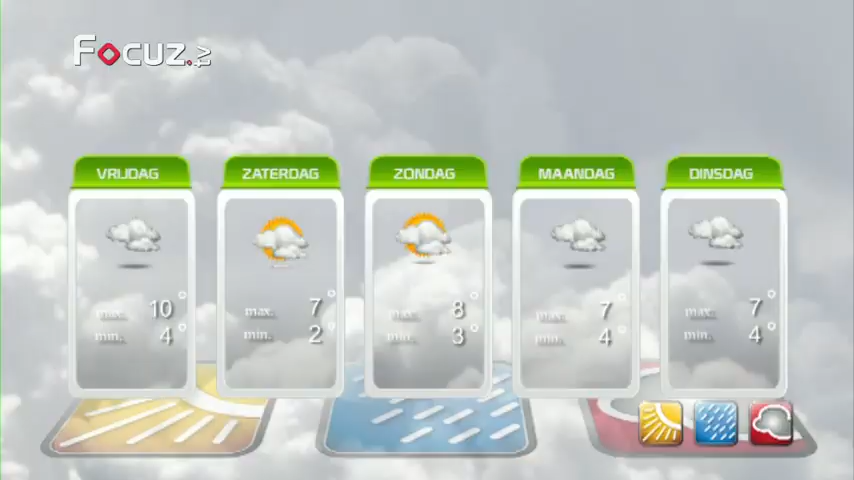 FOCUZ.tv
VRIJDAG
max. 10°
min. 4°
ZATERDAG
max. 7°
min. 2°
ZONDAG
max. 8°
min. 3°
MAANDAG
max. 7°
min. 4°
DINSDAG
max. 7°
min. 4°